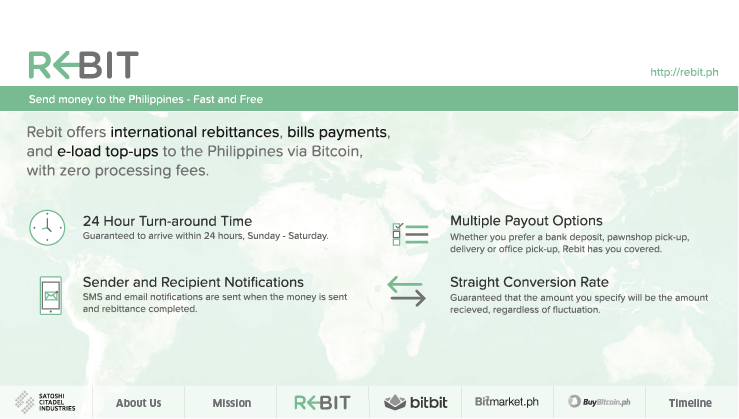 R←BIT
http://rebit.ph
Send money to the Philippines - Fast and Free
Rebit offers international rebittances, bills payments,
and e-load top-ups to the Philippines via Bitcoin,
with zero processing fees.
24 Hour Turn-around Time
Guaranteed to arrive within 24 hours, Sunday - Saturday.
Multiple Payout Options
Whether you prefer a bank deposit, pawnshop pick-up,
delivery or office pick-up, Rebit has you covered.
Sender and Recipient Notifications
SMS and email notifications are sent when the money is sent
and rebittance completed.
Straight Conversion Rate
Guaranteed that the amount you specify will be the amount
recieved, regardless of fluctuation.
SATOSHI
CITADEL
INDUSTRIES
About Us
Mission
R←BIT
bitbit
Bitmarket.ph
BuyBitcoin.ph
Timeline